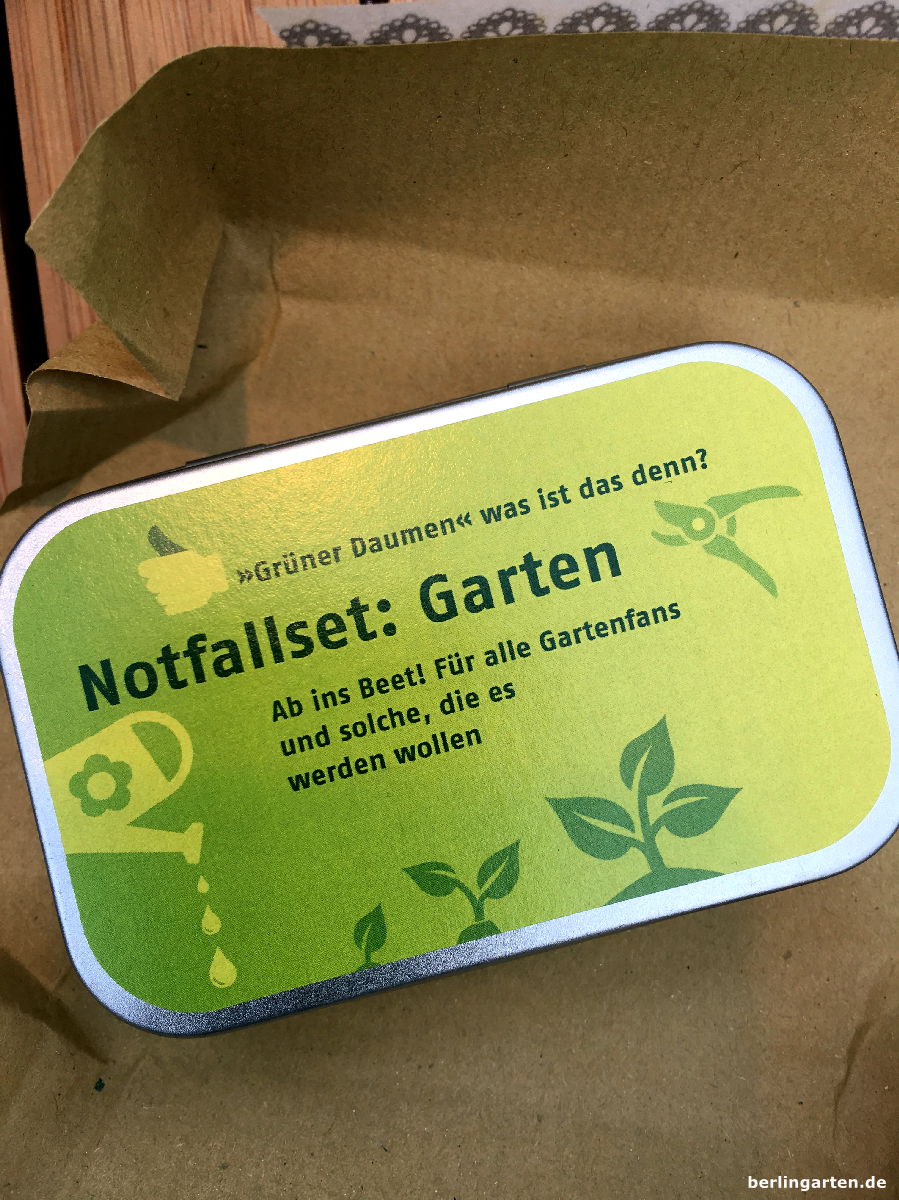 »Grüner Daumen« was ist das denn?
Notfallset: Garten
Ab ins Beet! Für alle Gartenfans
und solche, die es
werden wollen
berlingarten.de